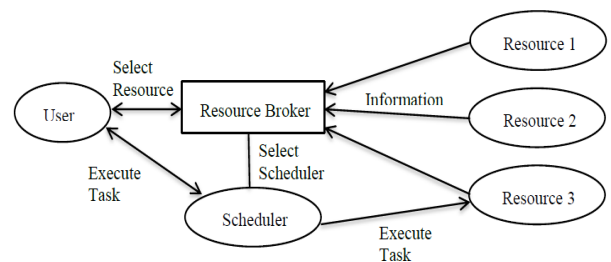 Resource 1
Select
Resource
User
Resource Broker
Information
Resource 2
Select
Scheduler
Execute
Task
Resource 3
Scheduler
Execute
Task